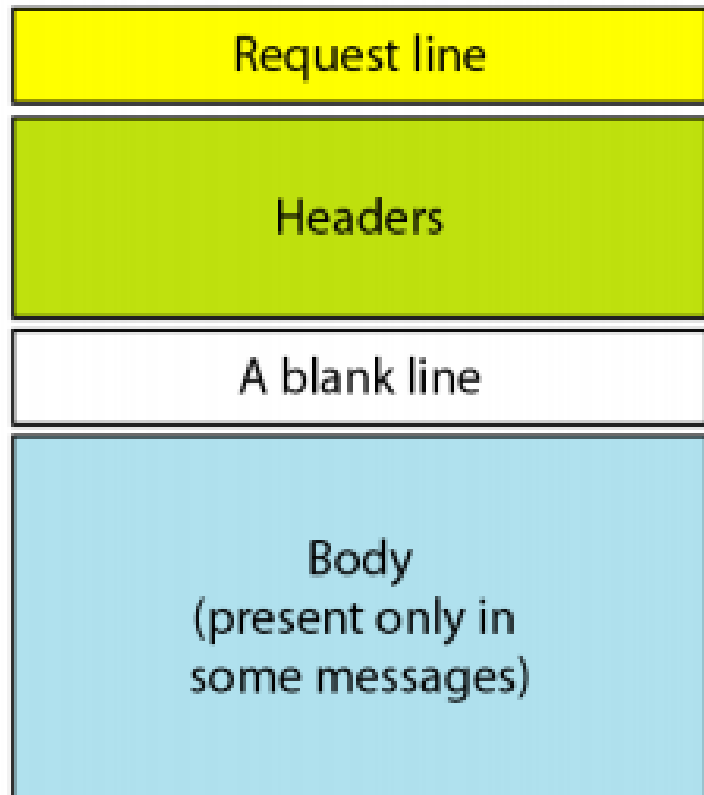 Request line
Headers
A blank line
Body
(present only in
some messages)